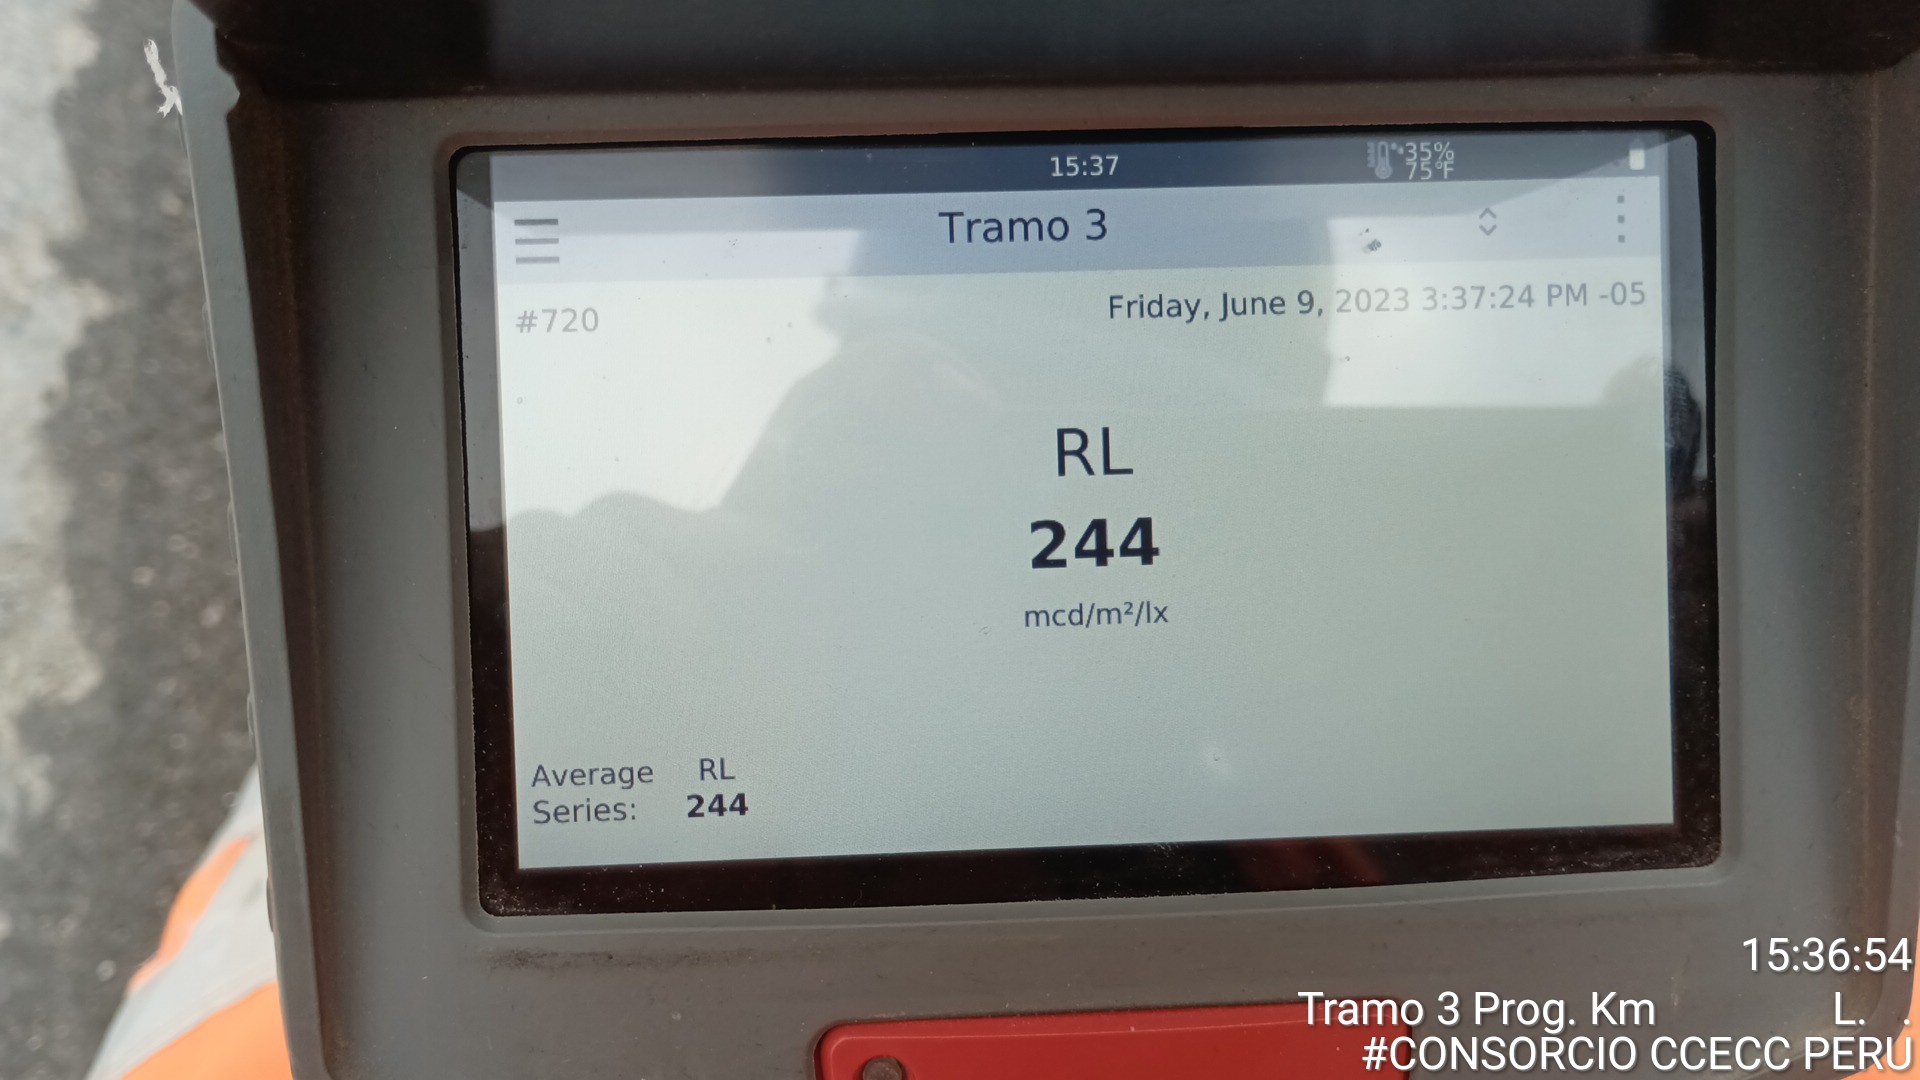 15:37
35%
75°F
Tramo 3
#720
Friday, June 9, 2023 3:37:24 PM -05
RL
244
mcd/m²/lx
Average RL
Series: 244
15:36:54
Tramo 3 Prog. Km L. .
#CONSORCIO CCECC PERU